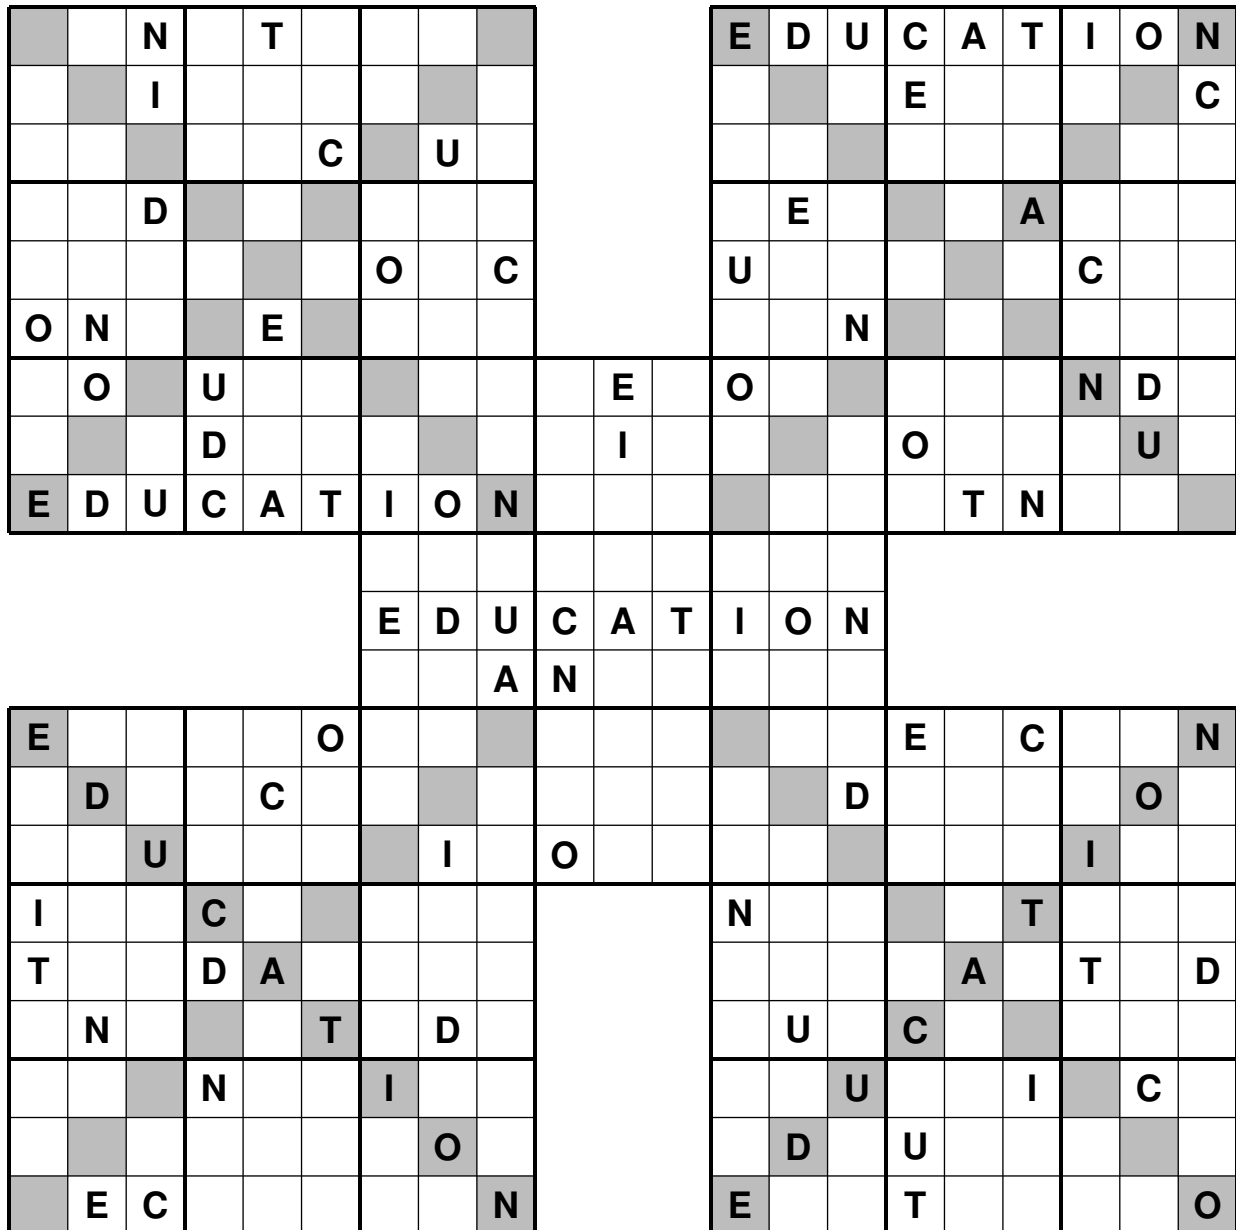 N T E D U C A T I O N
I E C
C U
D E A
O C U C
O N E N
O U E O N D
D I O U
E D U C A T I O N T N
E D U C A T I O N
A N
E O E C N
D C D O
U I O I
I C N T
T D A A T D
N T D U C
N I U I C
O D U
E C N E T O